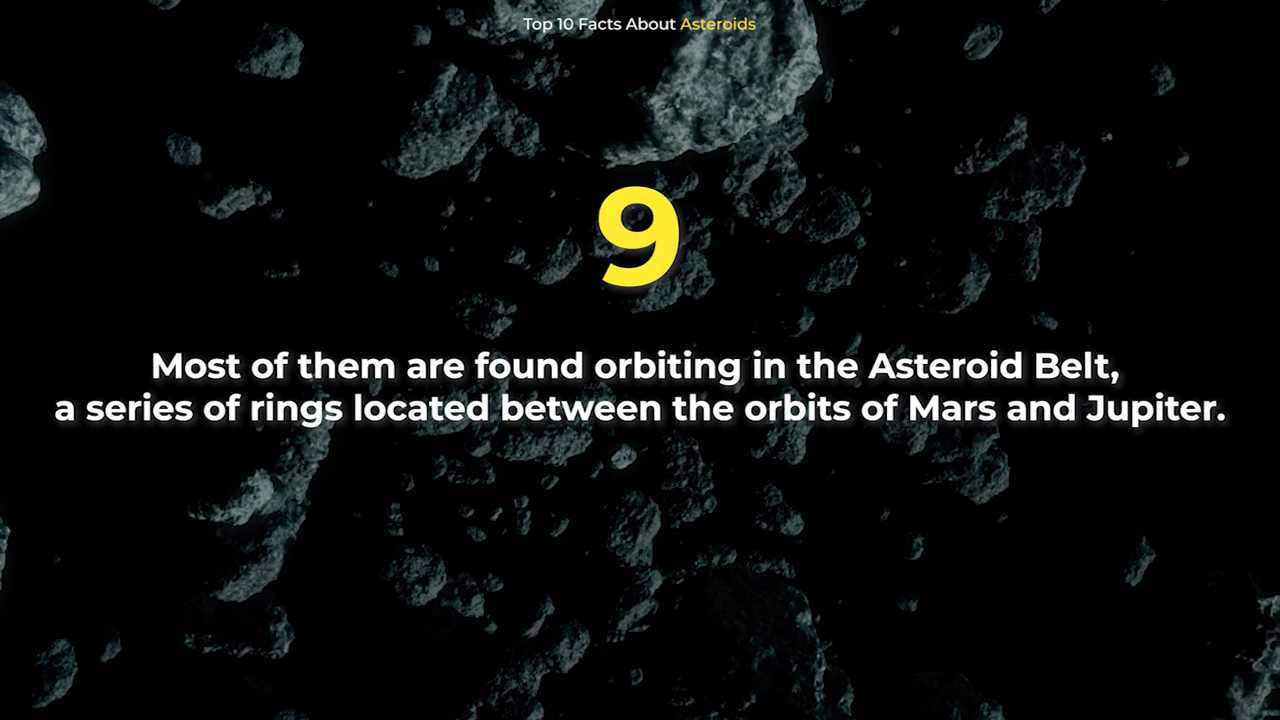 Top 10 Facts About Asteroids
9
Most of them are found orbiting in the Asteroid Belt,
a series of rings located between the orbits of Mars and Jupiter.